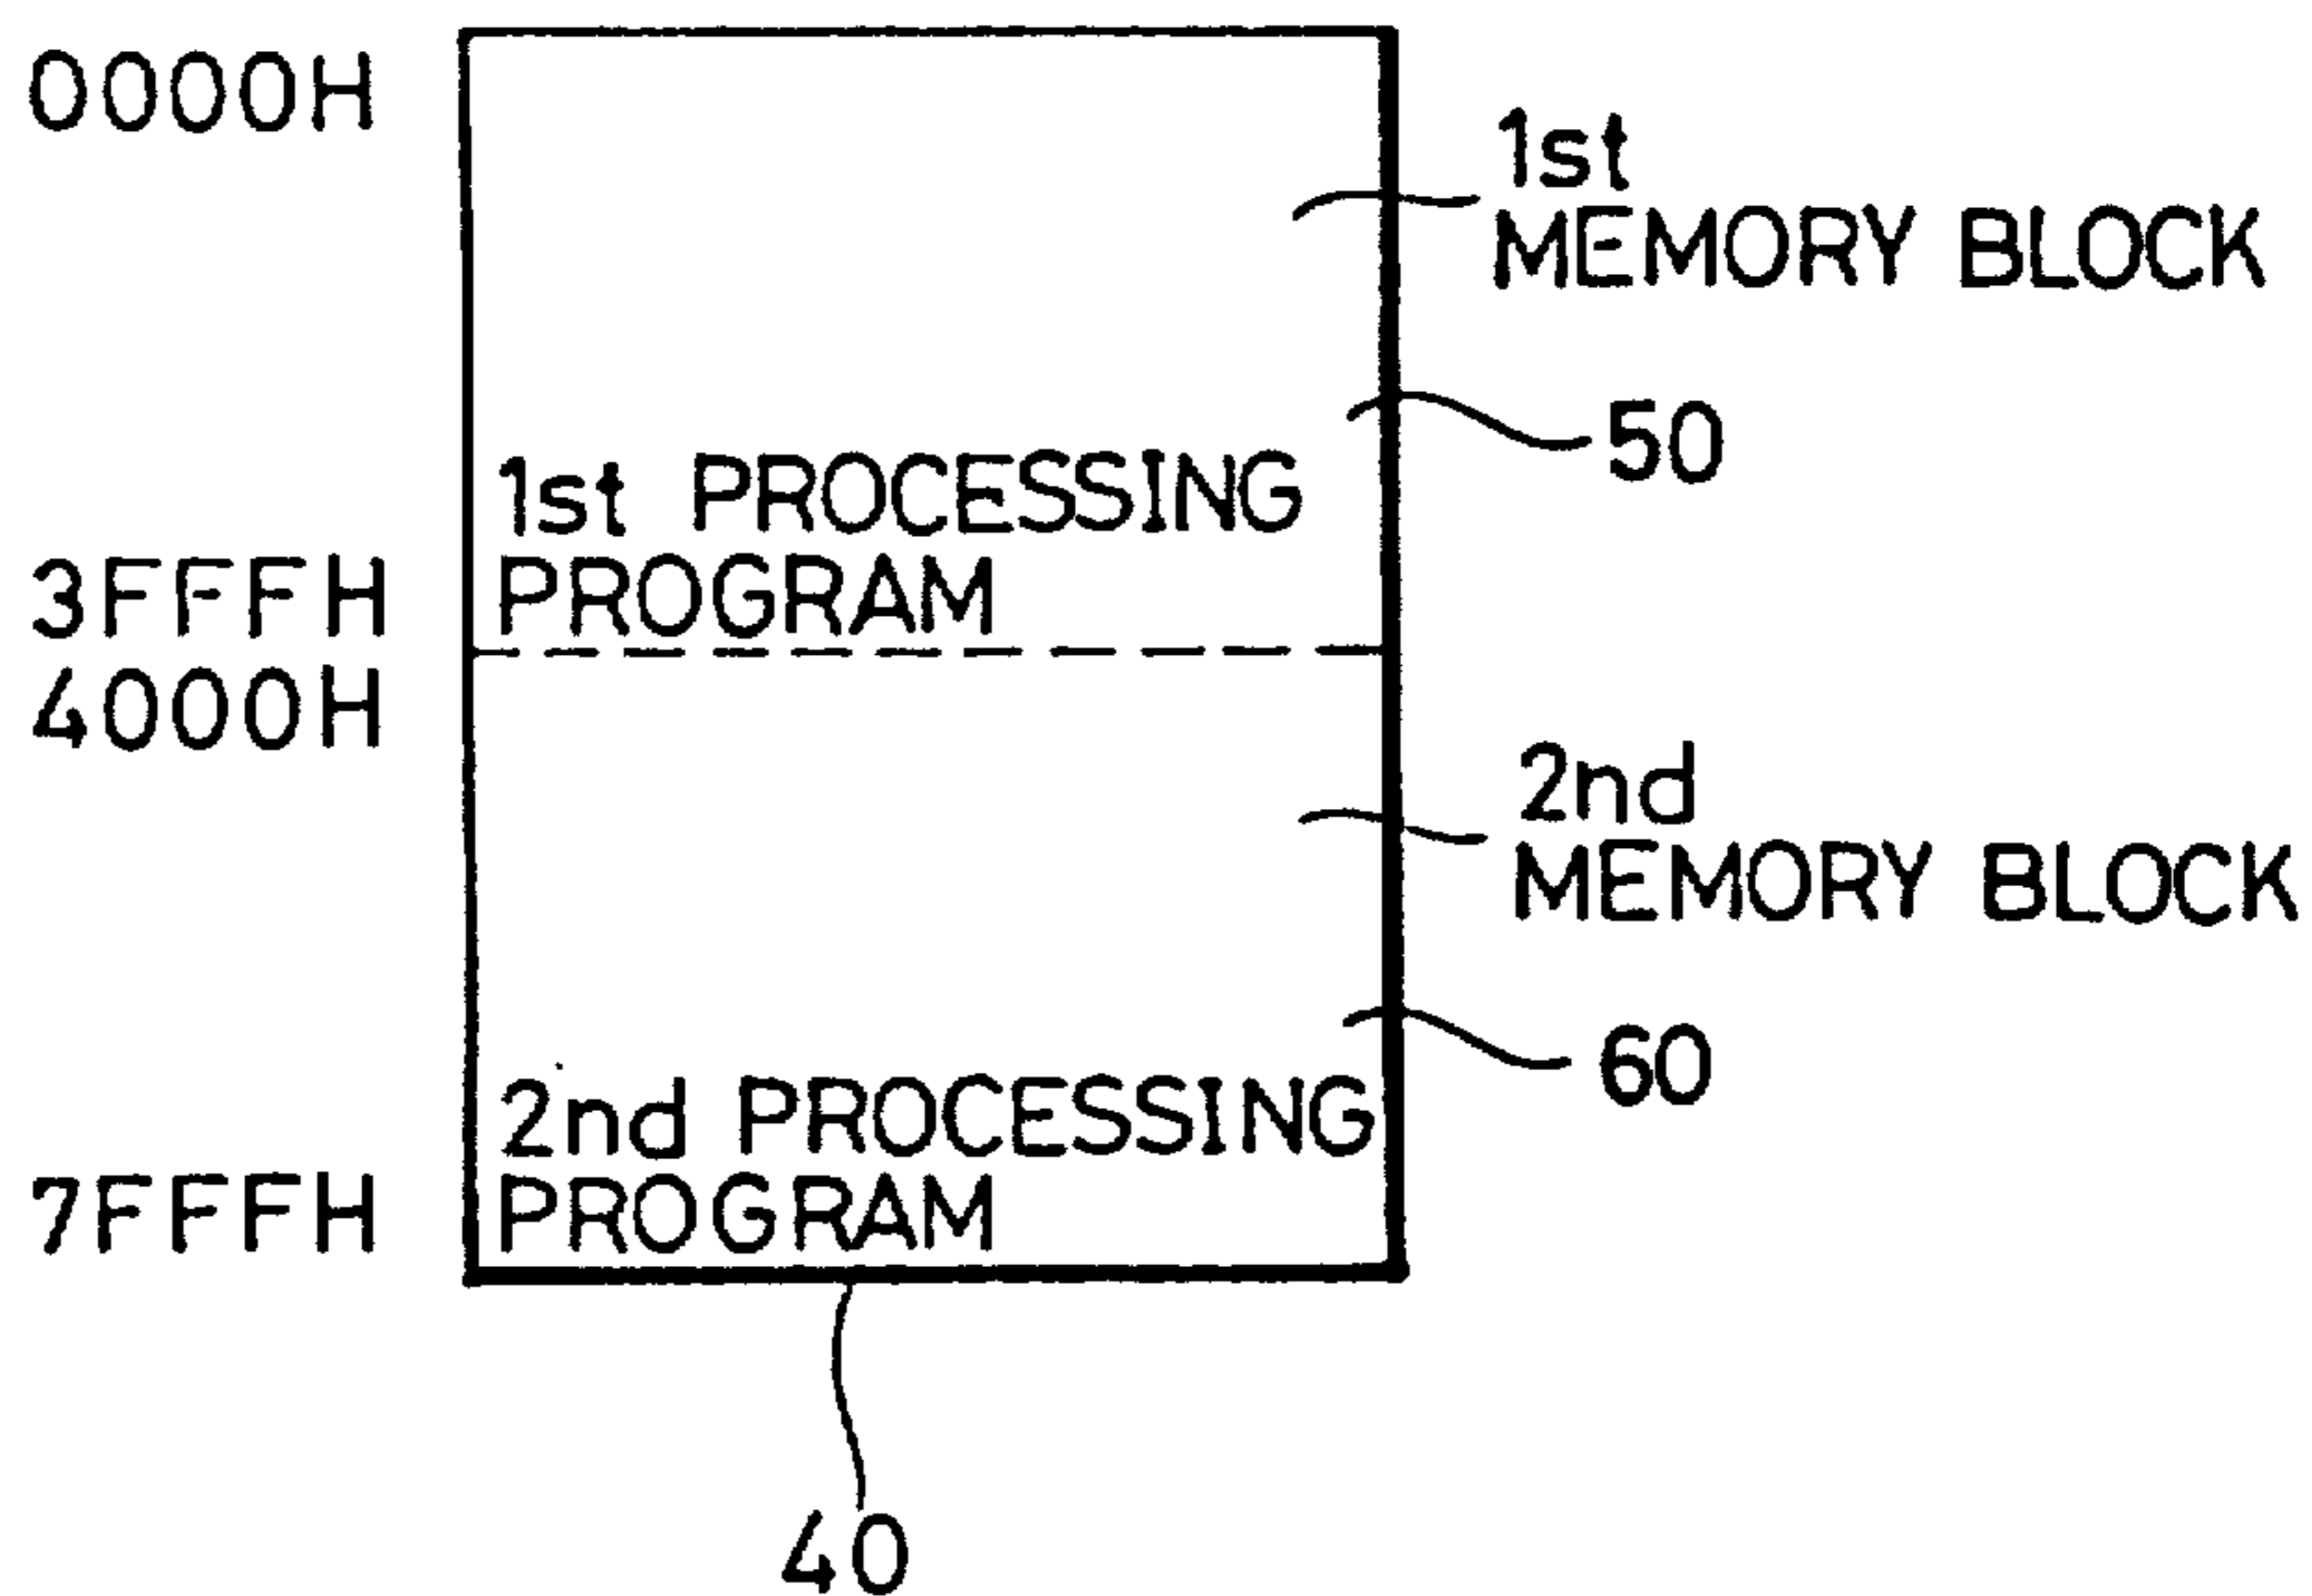 0000H
1st
MEMORY BLOCK
50
1st PROCESSING
PROGRAM
3FFFH
4000H
2nd
MEMORY BLOCK
60
2nd PROCESSING
PROGRAM
7FFFH
40